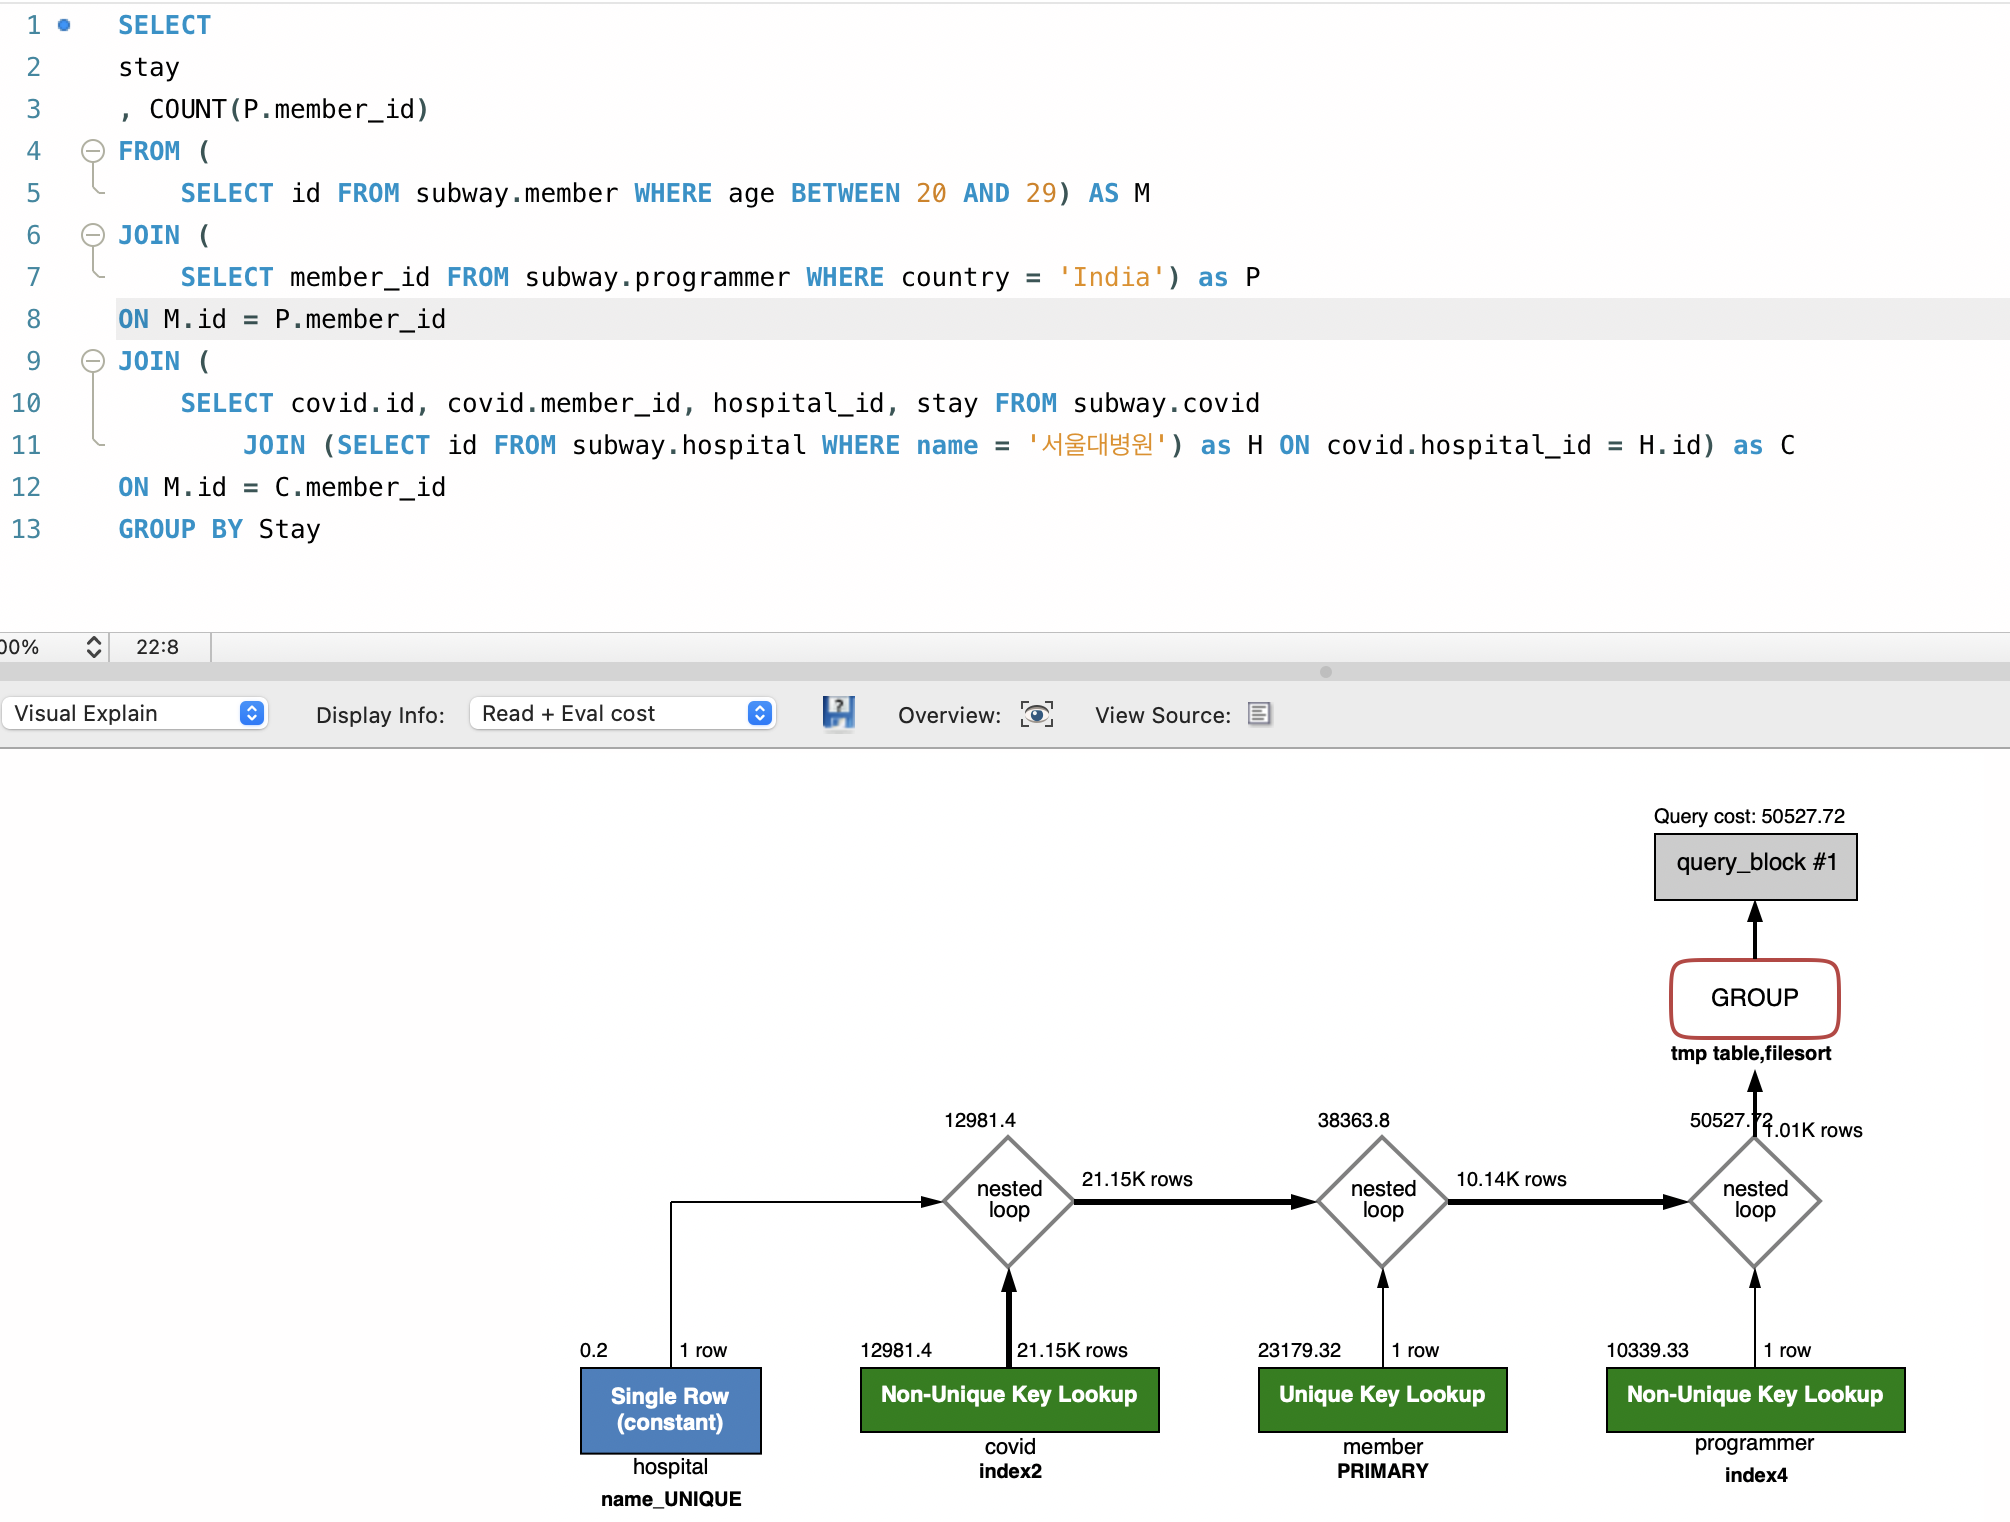 1 SELECT
2 stay
3 , COUNT(P.member_id)
4 FROM (
5 SELECT id FROM subway.member WHERE age BETWEEN 20 AND 29) AS M
6 JOIN (
7 SELECT member_id FROM subway.programmer WHERE country = 'India') as P
8 ON M.id = P.member_id
9 JOIN (
10 SELECT covid.id, covid.member_id, hospital_id, stay FROM subway.covid
11 JOIN (SELECT id FROM subway.hospital WHERE name = '서울대병원') as H ON covid.hospital_id = H.id) as C
12 ON M.id = C.member_id
13 GROUP BY Stay
00% 22:8
Visual Explain Display Info: Read + Eval cost Overview: View Source:
Query cost: 50527.72
query_block #1
GROUP
tmp table,filesort
12981.4 38363.8 50527.72
1.01K rows
nested loop 21.15K rows nested loop 10.14K rows nested loop
0.2 1 row 12981.4 21.15K rows 23179.32 1 row 10339.33 1 row
Single Row (constant) Non-Unique Key Lookup Unique Key Lookup Non-Unique Key Lookup
hospital covid member programmer
name_UNIQUE index2 PRIMARY index4